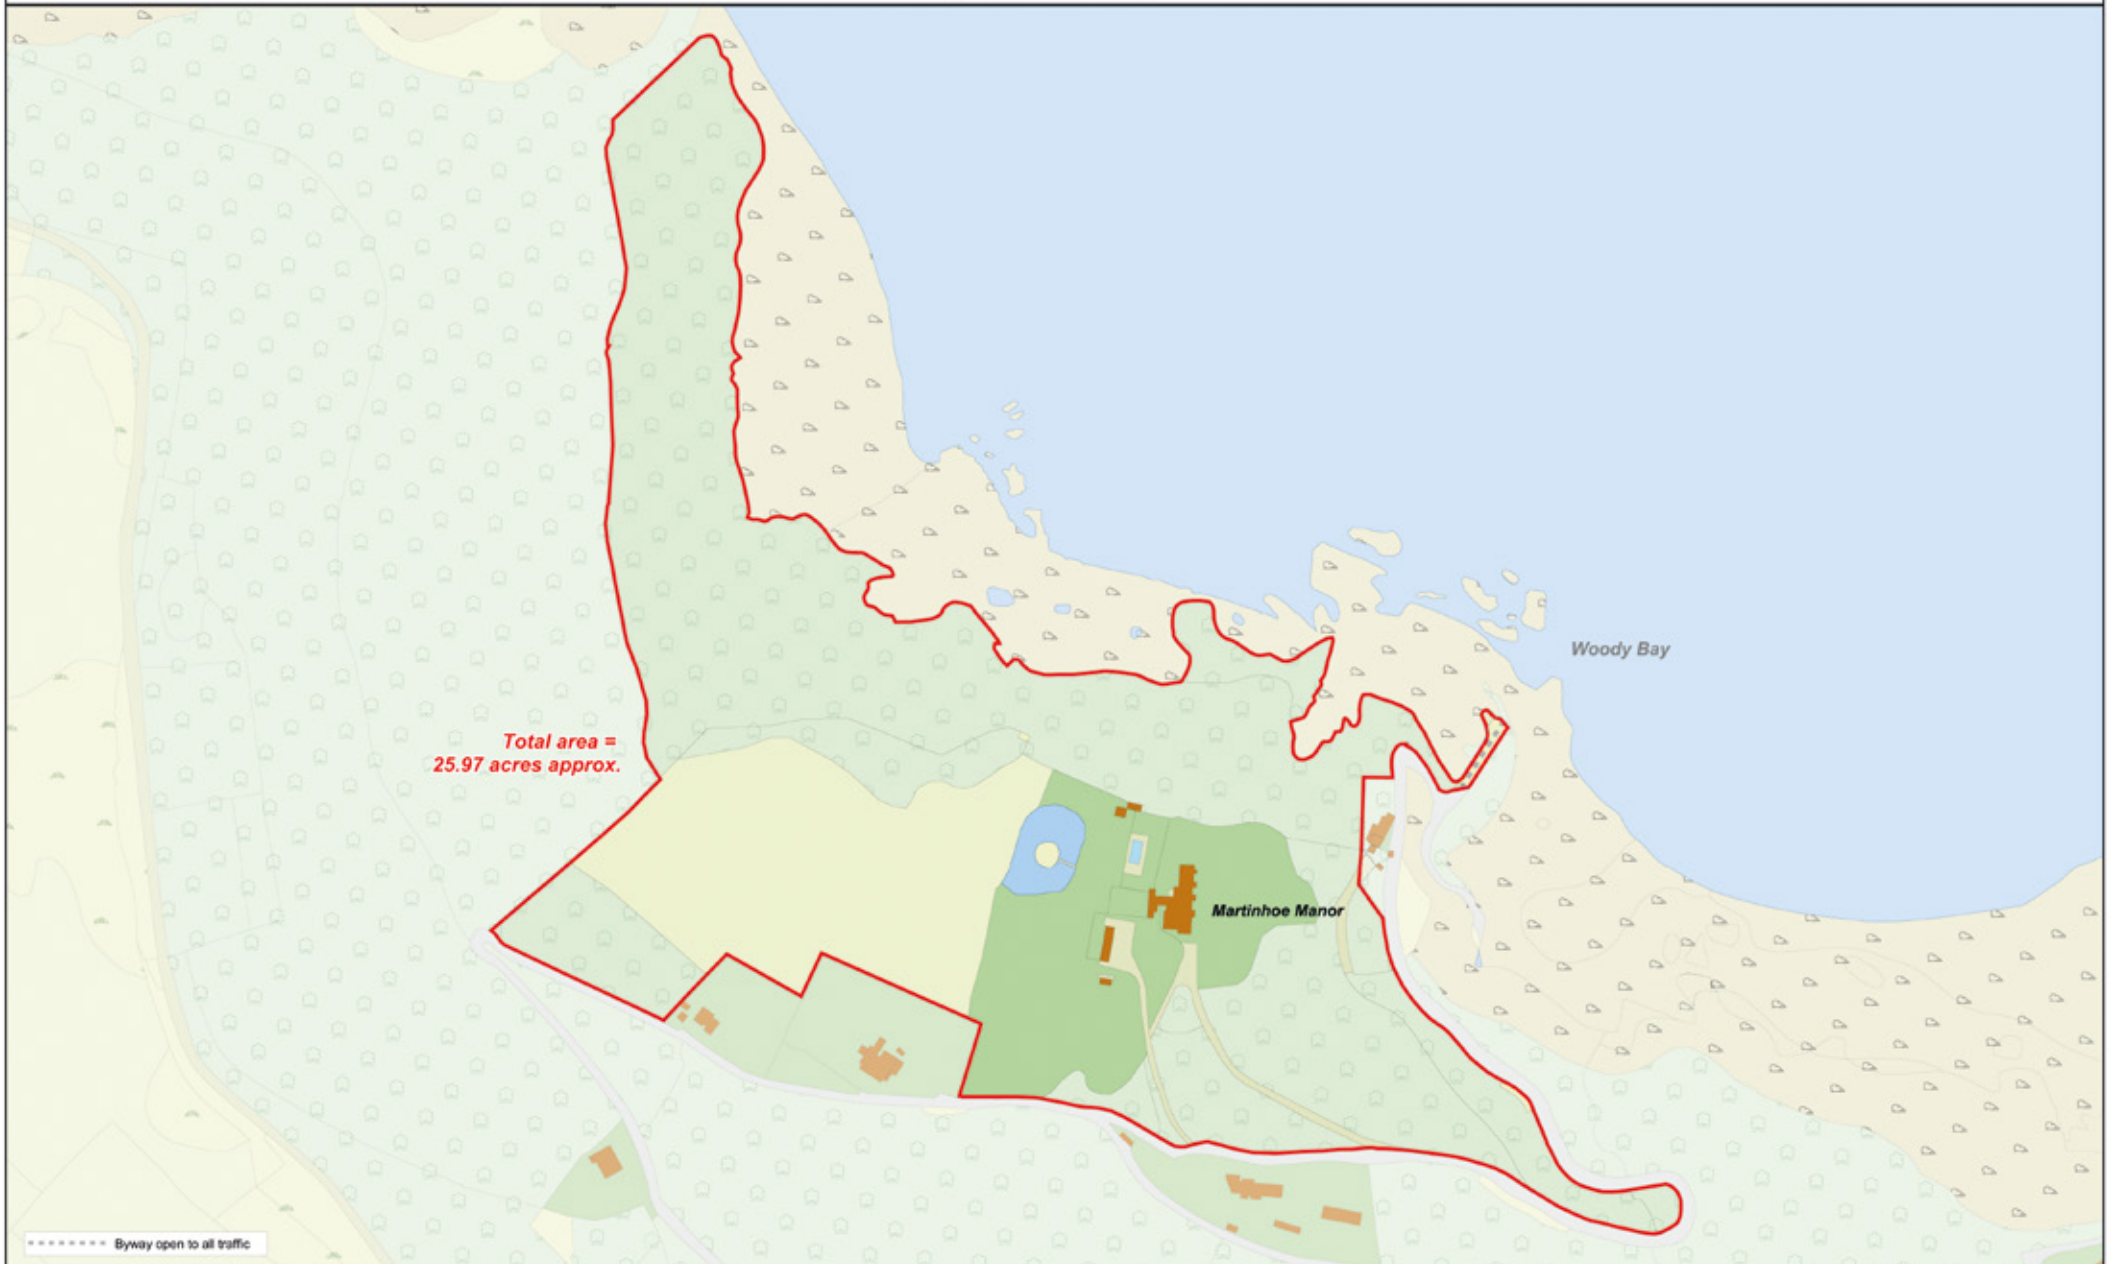 Woody Bay
Total area =
25.97 acres approx.
Martinhoe Manor
Byway open to all traffic